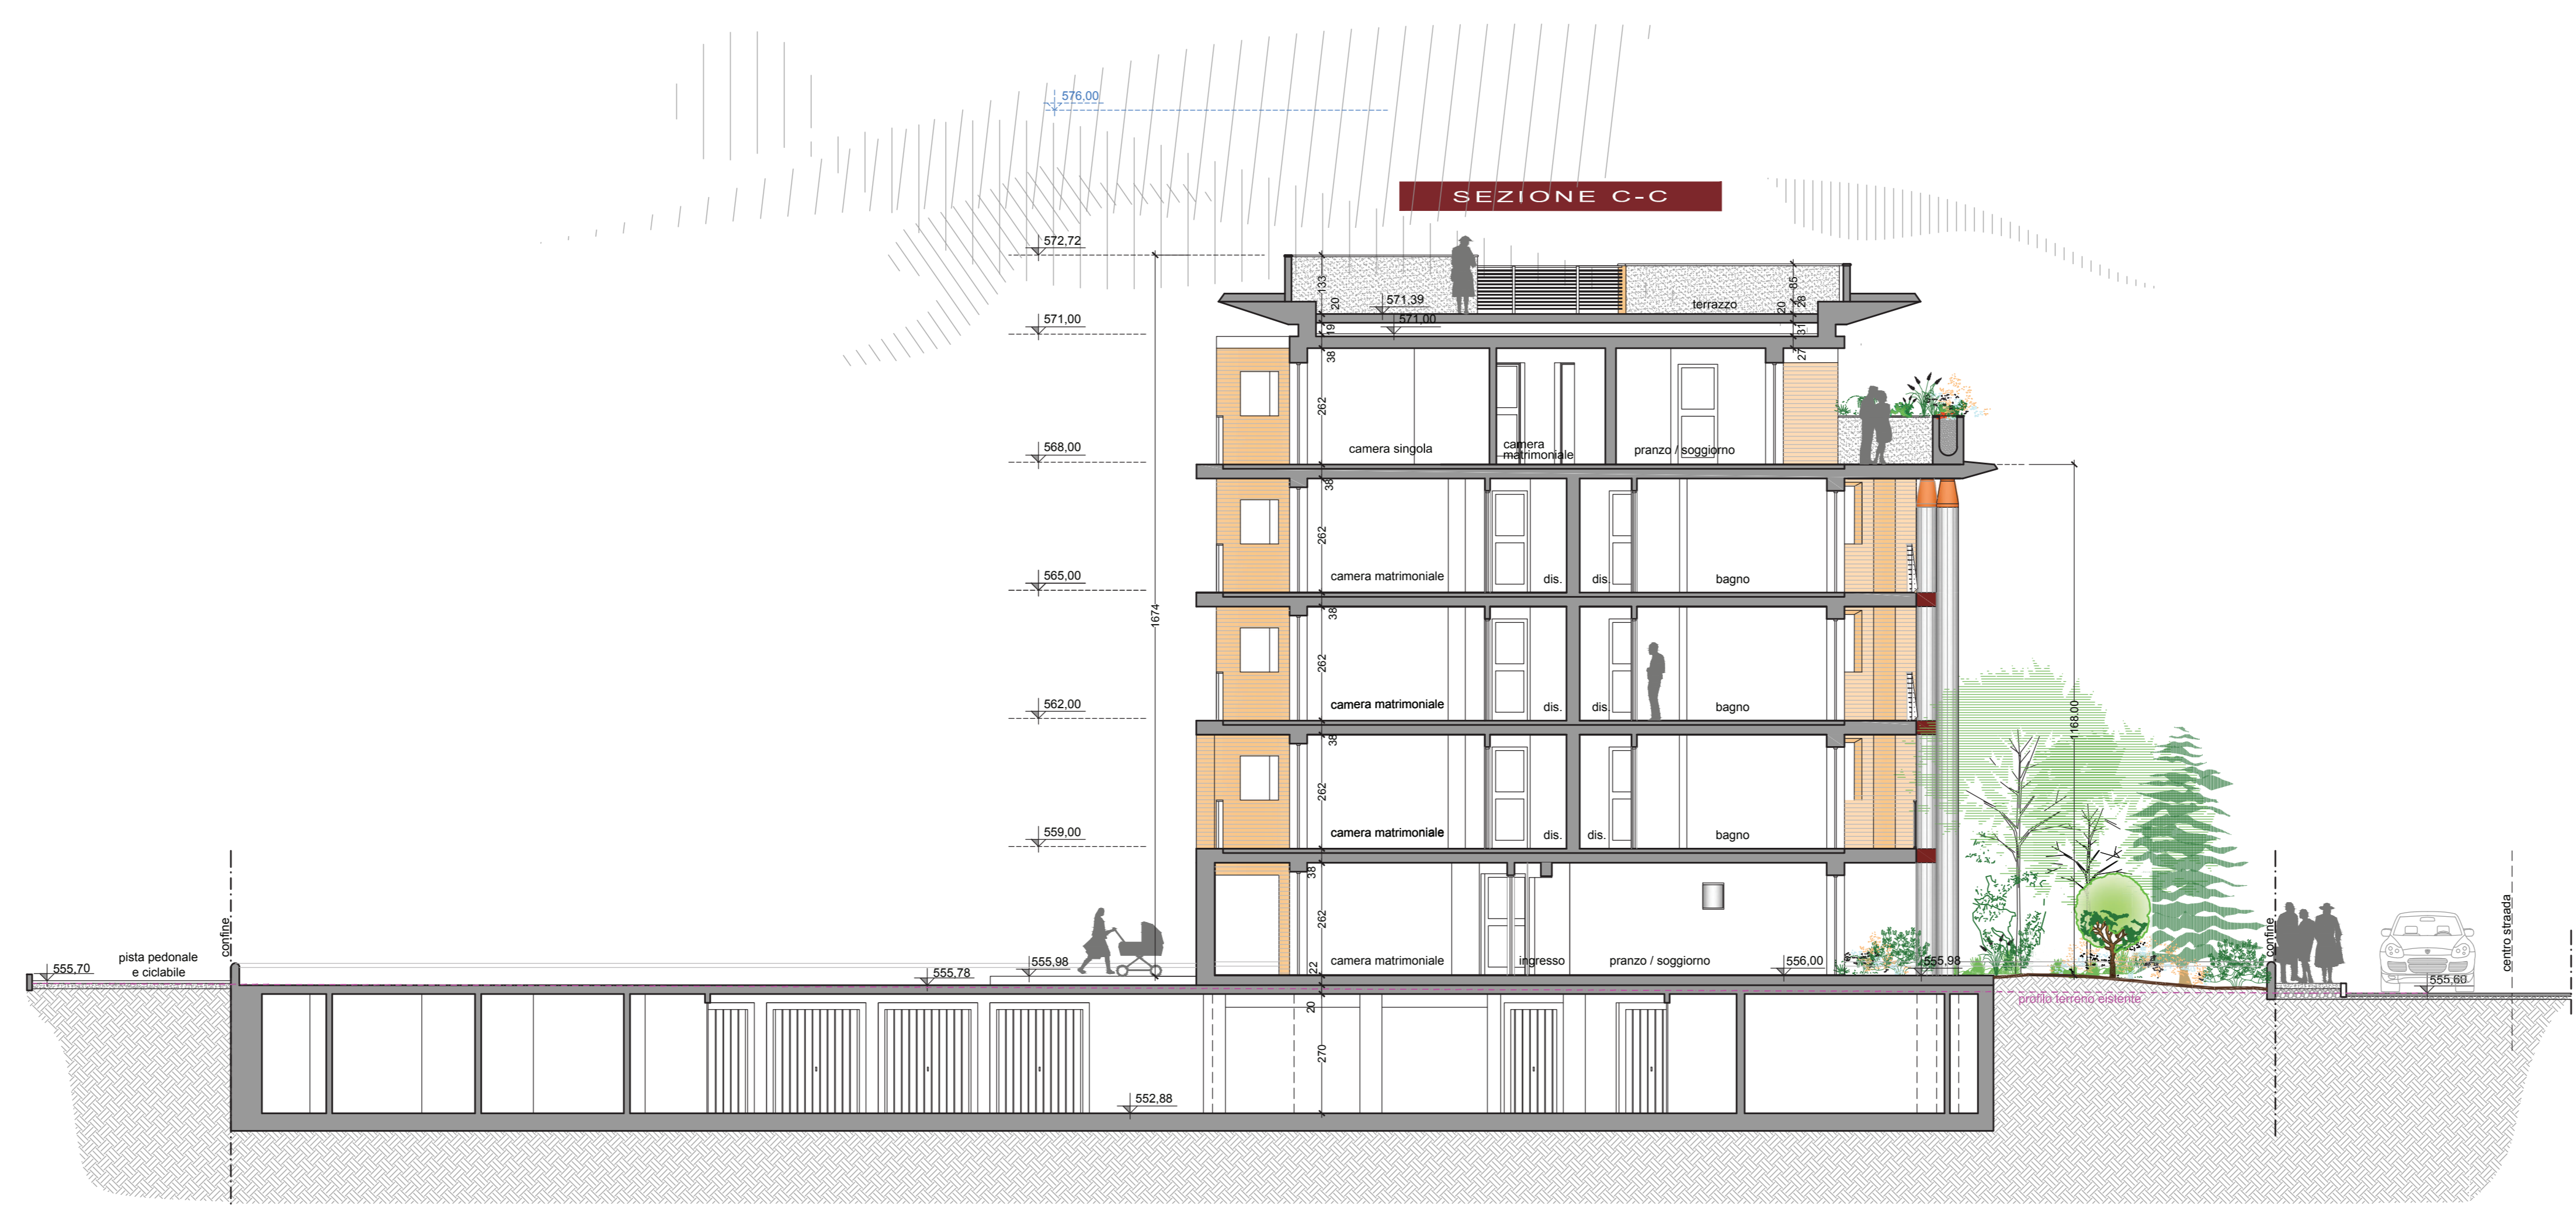 576,00
SEZIONE C-C
572,72
133
20
571,39
terrazzo
85
28
20
571,00
571,00
19
31
38
27
262
camera singola
camera
matrimoniale
pranzo / soggiorno
568,00
38
262
camera matrimoniale
dis.
dis.
bagno
565,00
1674
38
262
camera matrimoniale
dis.
dis.
bagno
562,00
1168.00
38
262
camera matrimoniale
dis.
dis.
bagno
559,00
38
262
22
camera matrimoniale
ingresso
pranzo / soggiorno
556,00
555,98
confine
confine
centro straada
pista pedonale
e ciclabile
555,70
555,78
555,98
555,60
profilo terreno eistente
20
270
552,88